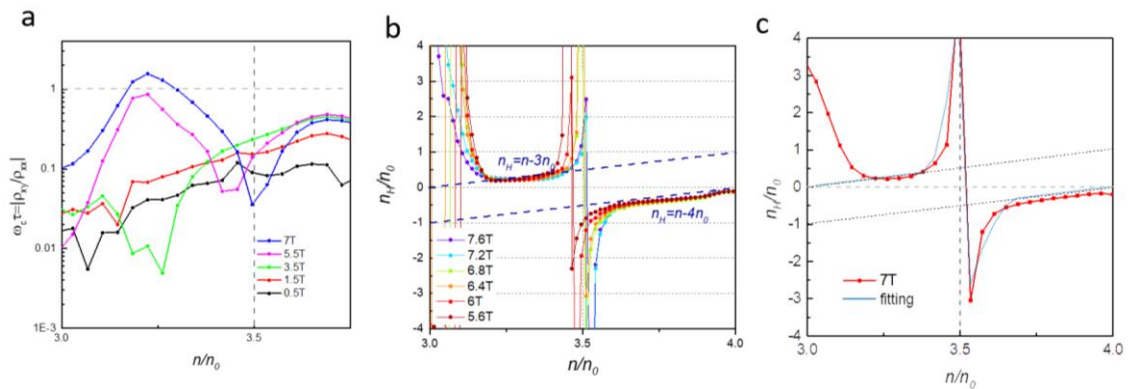 a
ω_cτ=|ρ_xy/ρ_xx|
1
0.1
0.01
1E-3
7T
5.5T
3.5T
1.5T
0.5T
3.0
3.5
n/n_0
b
n_H/n_0
4
3
2
1
0
-1
-2
-3
-4
n_H=n-3n_0
n_H=n-4n_0
7.6T
7.2T
6.8T
6.4T
6T
5.6T
3.0
3.5
4.0
n/n_0
c
n_H/n_0
4
3
2
1
0
-1
-2
-3
-4
7T
fitting
3.0
3.5
4.0
n/n_0